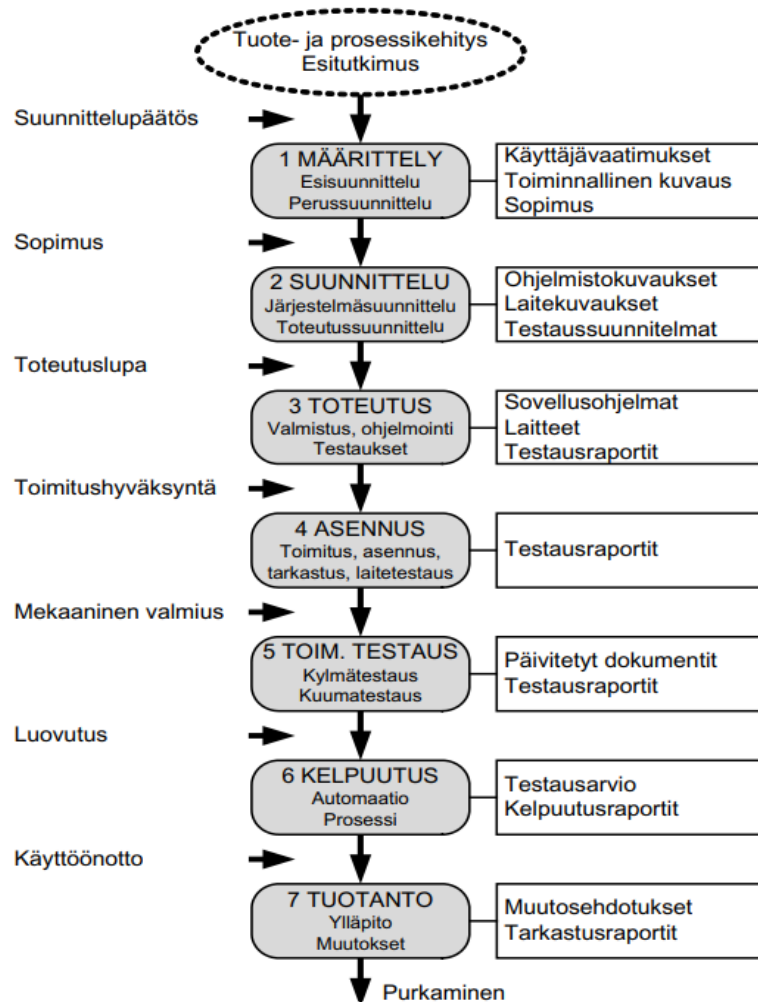 Tuote- ja prosessikehitys
Esitutkimus
Suunnittelupäätös
1 MÄÄRITTELY
Esisuunnittelu
Perussuunnittelu
Käyttäjävaatimukset
Toiminnallinen kuvaus
Sopimus
Sopimus
2 SUUNNITTELU
Järjestelmäsuunnittelu
Toteutussuunnittelu
Ohjelmistokuvaukset
Laitekuvaukset
Testaussuunnitelmat
Toteutuslupa
3 TOTEUTUS
Valmistus, ohjelmointi
Testaukset
Sovellusohjelmat
Laitteet
Testausraportit
Toimitushyväksyntä
4 ASENNUS
Toimitus, asennus,
tarkastus, laitetestaus
Testausraportit
Mekaaninen valmius
5 TOIM. TESTAUS
Kylmätestaus
Kuumatestaus
Päivitetyt dokumentit
Testausraportit
Luovutus
6 KELPUUTUS
Automaatio
Prosessi
Testausarvio
Kelpuutusraportit
Käyttöönotto
7 TUOTANTO
Ylläpito
Muutokset
Muutosehdotukset
Tarkastusraportit
Purkaminen